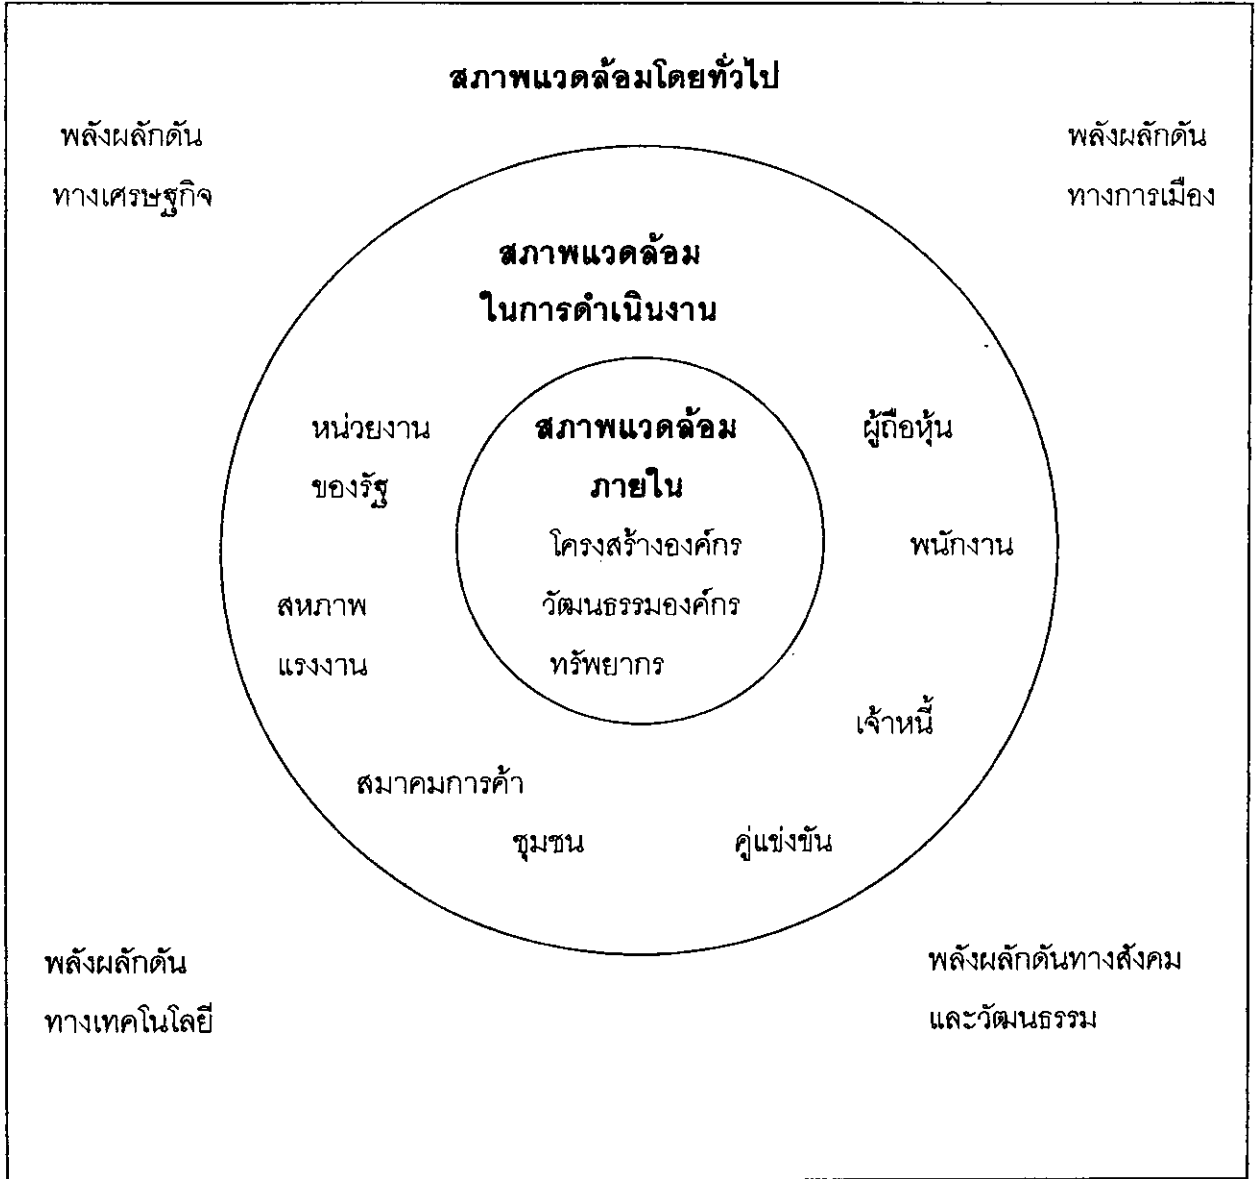 สภาพแวดล้อมโดยทั่วไป
พลังผลักดัน
ทางเศรษฐกิจ
พลังผลักดัน
ทางการเมือง
สภาพแวดล้อม
ในการดำเนินงาน
หน่วยงาน
ของรัฐ
สภาพแวดล้อม
ภายใน
โครงสร้างองค์กร
วัฒนธรรมองค์กร
ทรัพยากร
ผู้ถือหุ้น
พนักงาน
สหภาพ
แรงงาน
เจ้าหนี้
สมาคมการค้า
ชุมชน
คู่แข่งขัน
พลังผลักดัน
ทางเทคโนโลยี
พลังผลักดันทางสังคม
และวัฒนธรรม